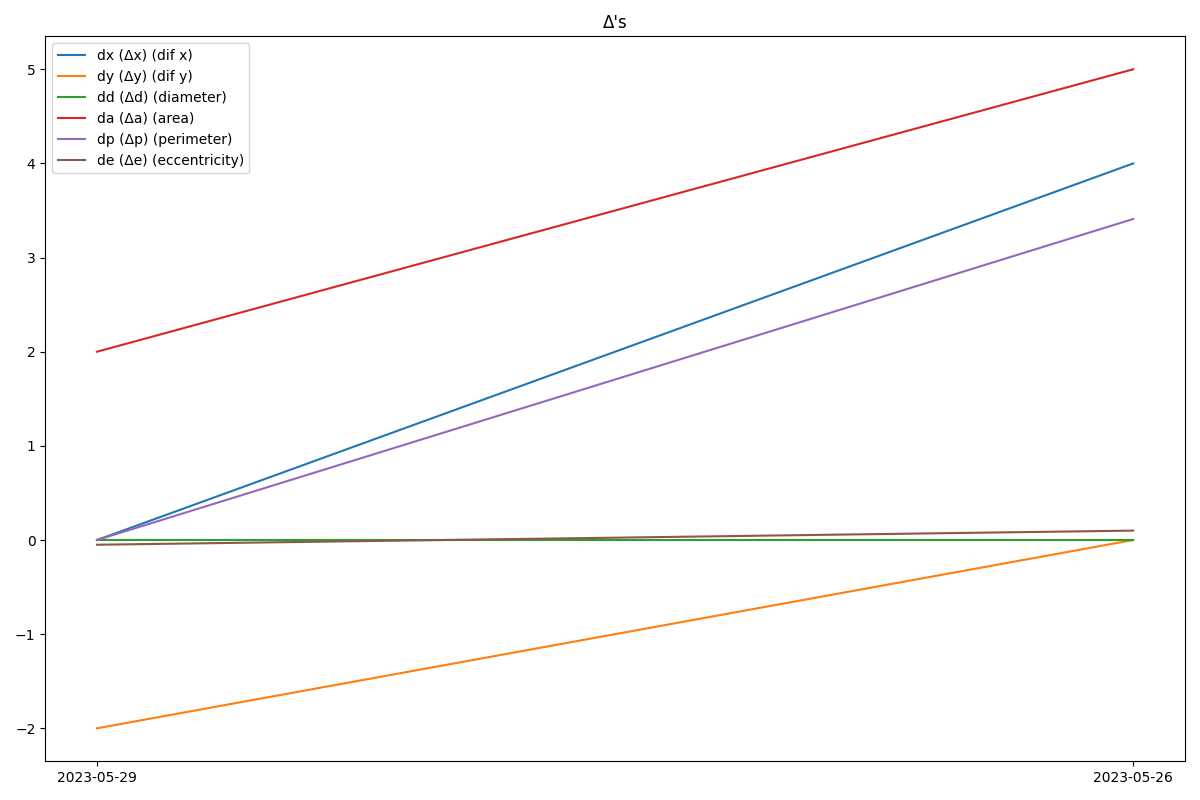 Δ's
dx (Δx) (dif x)
dy (Δy) (dif y)
dd (Δd) (diameter)
da (Δa) (area)
dp (Δp) (perimeter)
de (Δe) (eccentricity)
5
4
3
2
1
0
−1
−2
2023-05-29 2023-05-26